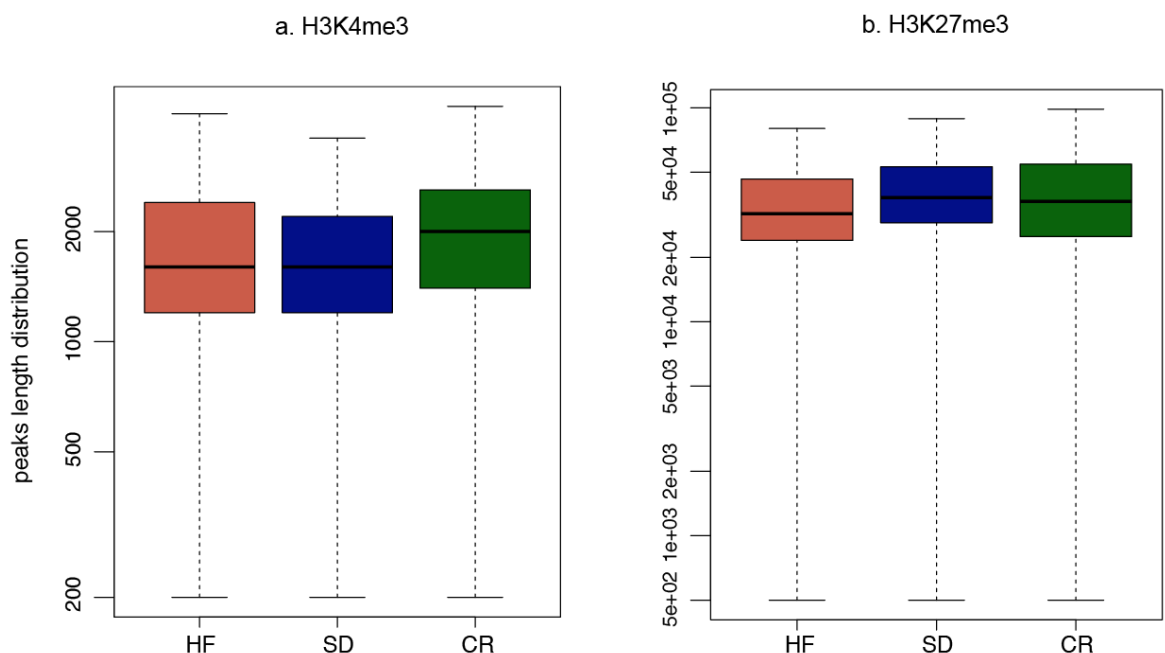 a. H3K4me3
b. H3K27me3
peaks length distribution
2000
1000
500
200
HF SD CR
1e+05
5e+04
2e+04
1e+04
5e+03
2e+03
1e+03
5e+02
HF SD CR